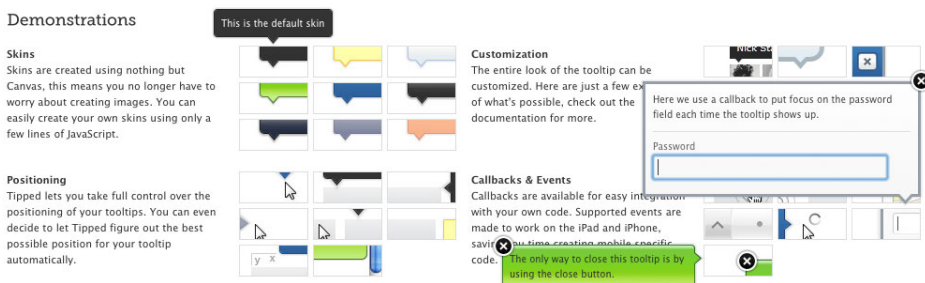 Demonstrations
This is the default skin
Skins
Skins are created using nothing but
Canvas, this means you no longer have to
worry about creating images. You can
easily create your own skins using only a
few lines of JavaScript.
Customization
The entire look of the tooltip can be
customized. Here are just a few
of what's possible, check out the
documentation for more.
Nick
Here we use a callback to put focus on the password
field each time the tooltip shows up.
Password
Positioning
Tipped lets you take full control over the
positioning of your tooltips. You can even
decide to let Tipped figure out the best
possible position for your tooltip
automatically.
y x
Callbacks & Events
Callbacks are available for easy integration
with your own code. Supported events are
made to work on the iPad and iPhone,
saving you time creating mobile specific
code.
The only way to close this tooltip is by
using the close button.